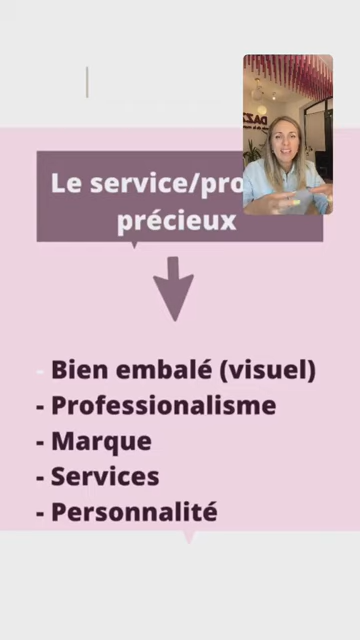 Le service/pro
précieux
- Bien embalé (visuel)
- Professionalisme
- Marque
- Services
- Personnalité